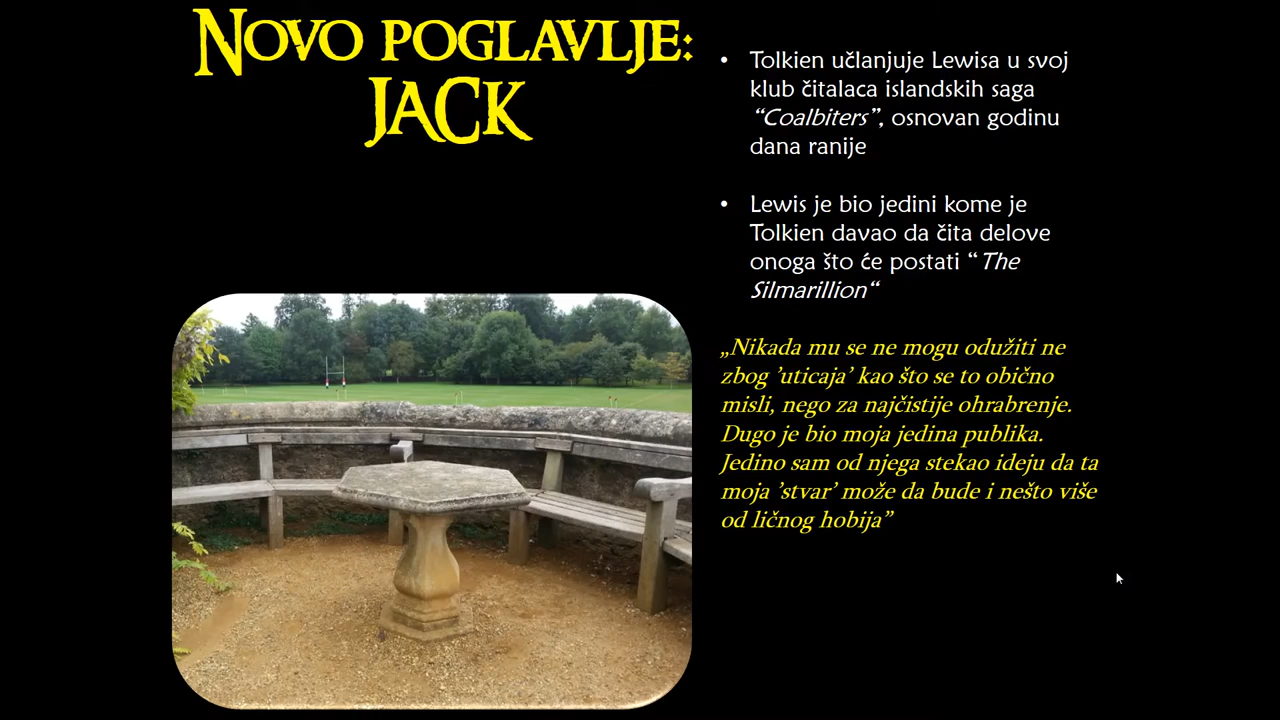 NOVO POGLAVLJE:
JACK
• Tolkien učlanjuje Lewisa u svoj
klub čitalaca islandskih saga
“Coalbiters”, osnovan godinu
dana ranije
• Lewis je bio jedini kome je
Tolkien davao da čita delove
onoga što će postati “The
Silmarillion“
„Nikada mu se ne mogu odužiti ne
zbog ’uticaja’ kao što se to obično
misli, nego za najčistije ohrabrenje.
Dugo je bio moja jedina publika.
Jedino sam od njega stekao ideju da ta
moja ’stvar’ može da bude i nešto više
od ličnog hobija”